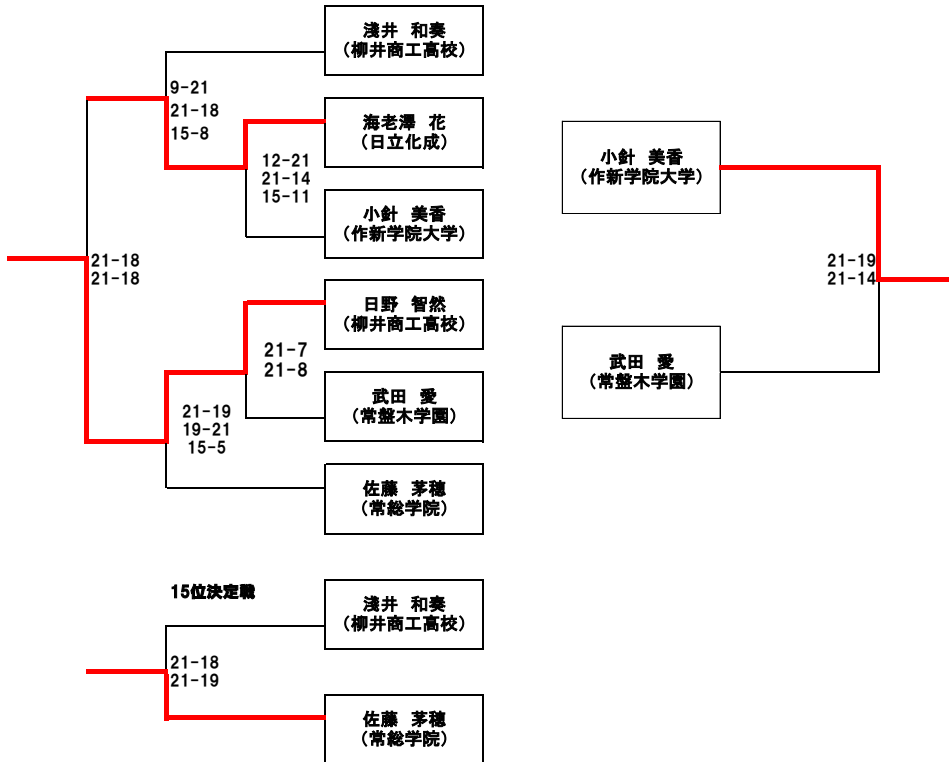 浅井 和奏
(柳井商工高校)
9-21
21-18
15-8
海老澤 花
(日立化成)
12-21
21-14
15-11
小針 美香
(作新学院大学)
21-18
21-18
日野 智然
(柳井商工高校)
21-7
21-8
武田 愛
(常盤木学園)
21-19
19-21
15-5
佐藤 茅穂
(常総学院)
小針 美香
(作新学院大学)
21-19
21-14
武田 愛
(常盤木学園)
15位決定戦
浅井 和奏
(柳井商工高校)
21-18
21-19
佐藤 茅穂
(常総学院)